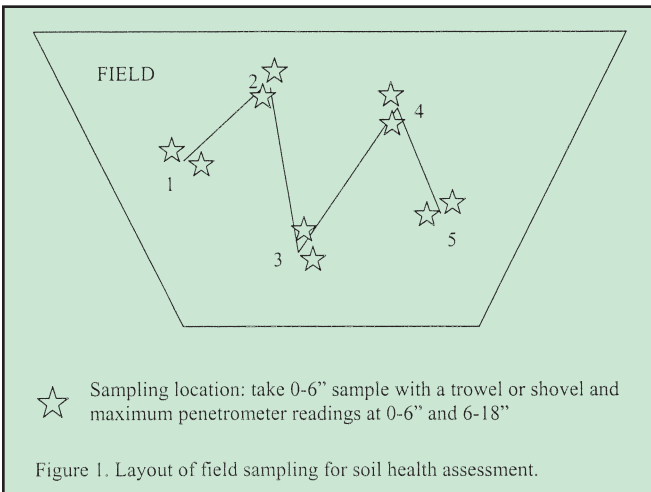 FIELD
2
4
1
5
3
Sampling location: take 0-6” sample with a trowel or shovel and
maximum penetrometer readings at 0-6” and 6-18”
Figure 1. Layout of field sampling for soil health assessment.